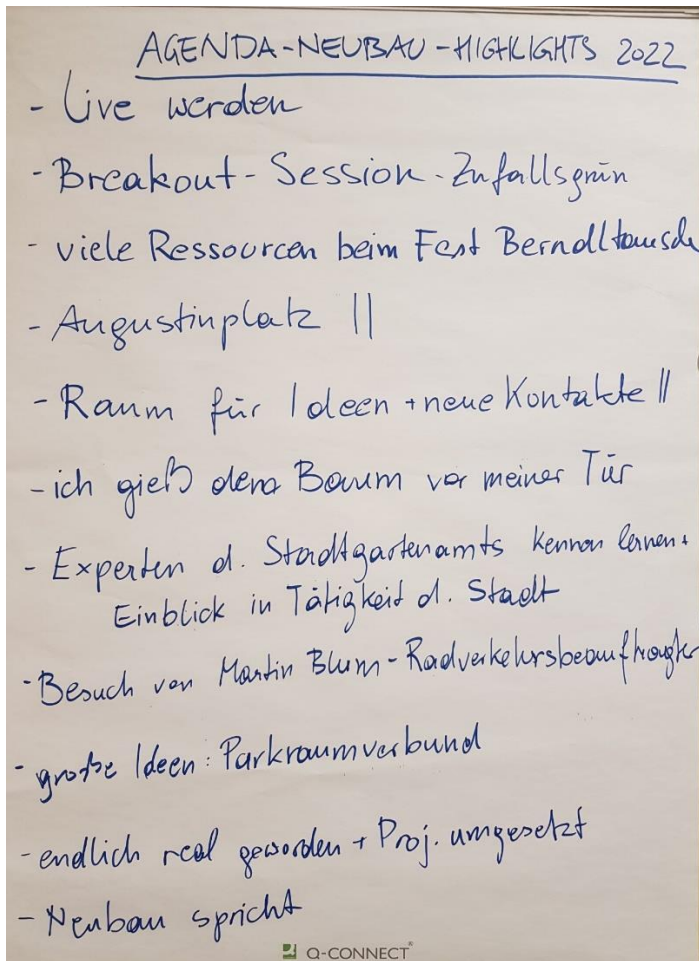 AGENDA-NEUBAU-HIGHLIGHTS 2022
- Live werden
- Breakout-Session-Zufallsgrün
- viele Ressourcen beim Fest Berndltausch
- Augustinplatz ||
- Raum für Ideen + neue Kontakte ||
- ich gieß den Baum vor meiner Tür
- Experten d. Stadtgartenamts kennen lernen +
Einblick in Tätigkeit d. Stadt
- Besuch von Martin Blum - Radverkehrsbeauftragter
- große Ideen: Parkraumverbund
- endlich real geworden + Proj. umgesetzt
- Neubau spricht
Q-CONNECT®